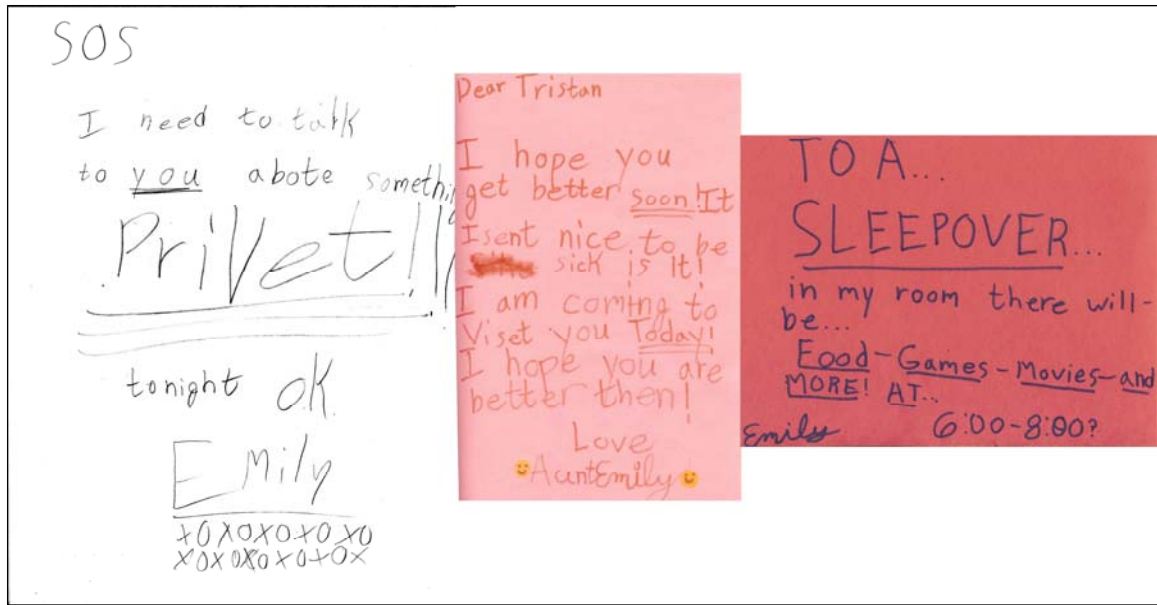 SOS
I need to talk
to you abote somethin
Privet!!
tonight O.K.
Emily
XOXOXOXOXO
XOXOXOXOXOX
Dear Tristan
I hope you
get better soon! It
Isent nice to be
sick is it!
I am coming to
Viset you Today!
I hope you are
better then!
Love
Aunt Emily
TO A...
SLEEPOVER...
in my room there will-
be...
Food-Games-Movies-and
MORE! AT...
Emily 6:00-8:00?